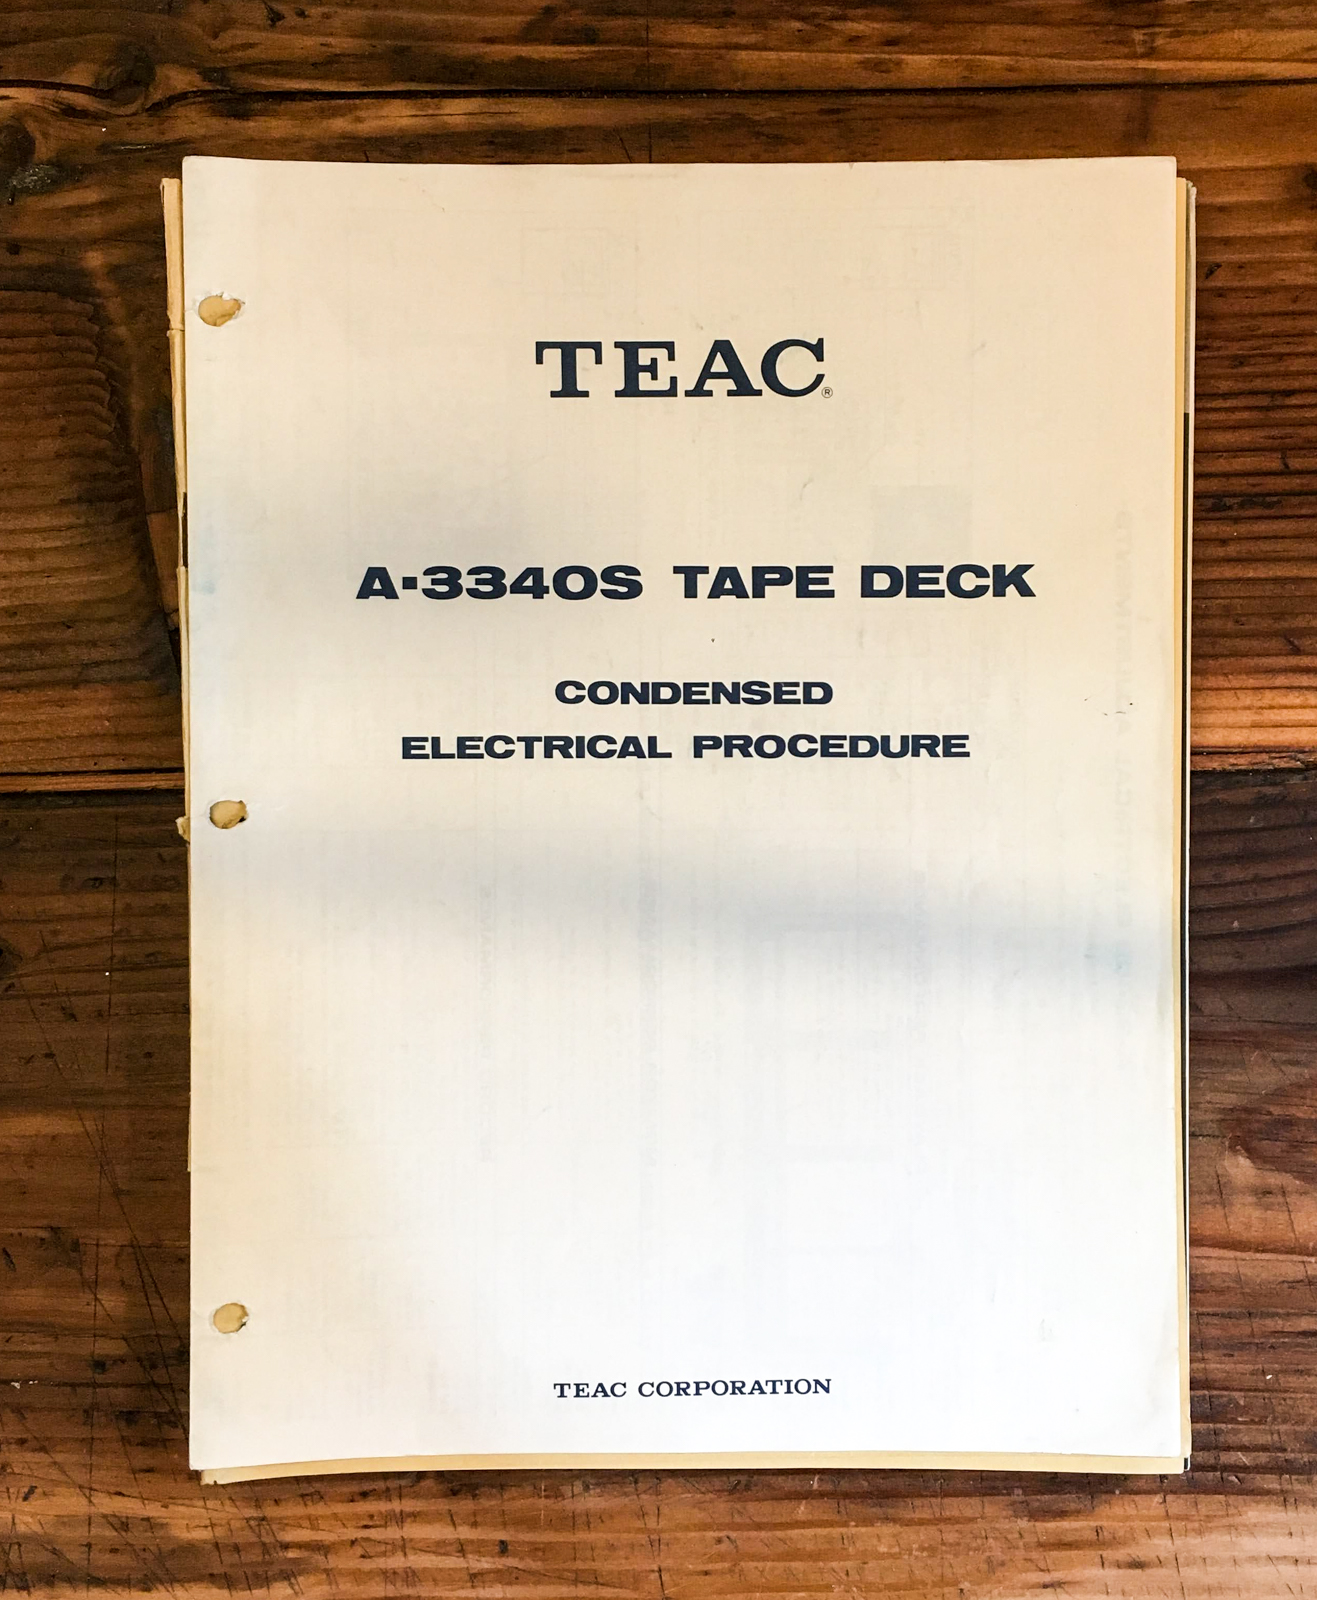 TEAC®
A-3340S TAPE DECK
CONDENSED
ELECTRICAL PROCEDURE
TEAC CORPORATION